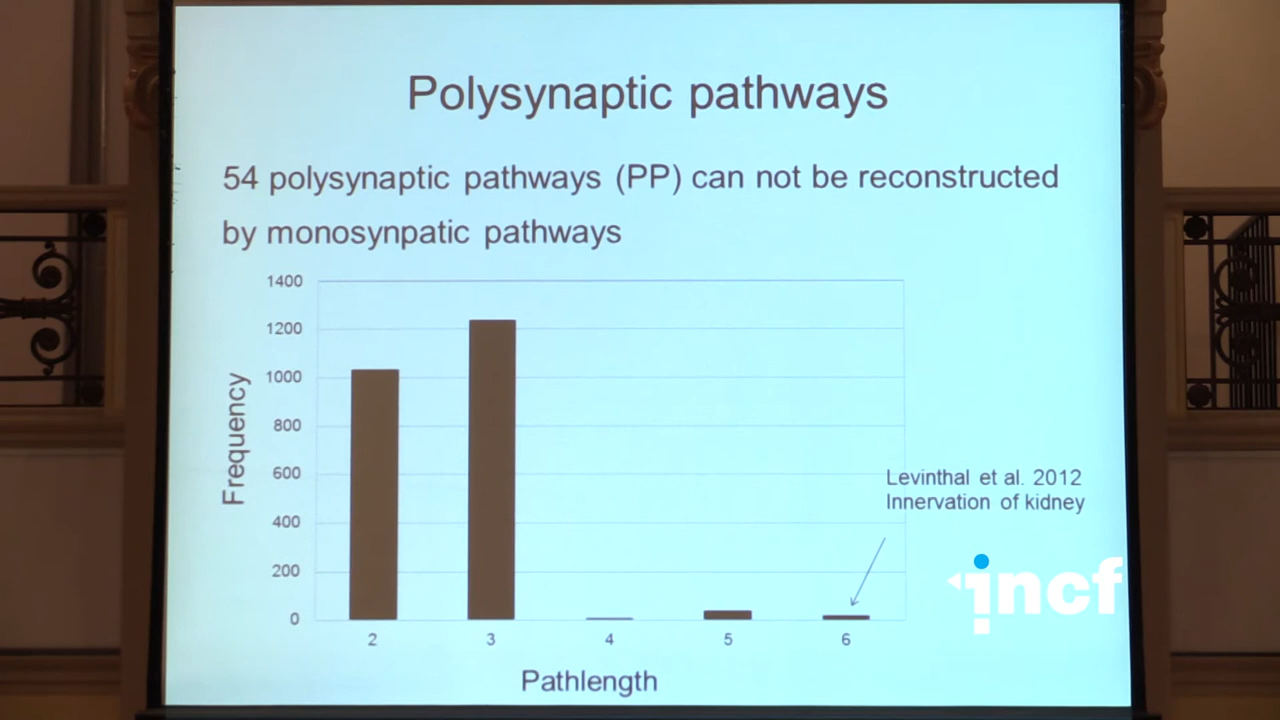 Polysynaptic pathways
54 polysynaptic pathways (PP) can not be reconstructed
by monosynpatic pathways
1400
1200
1000
800
600
400
200
0
Frequency
2 3 4 5 6
Pathlength
Levinthal et al. 2012
Innervation of kidney
incf